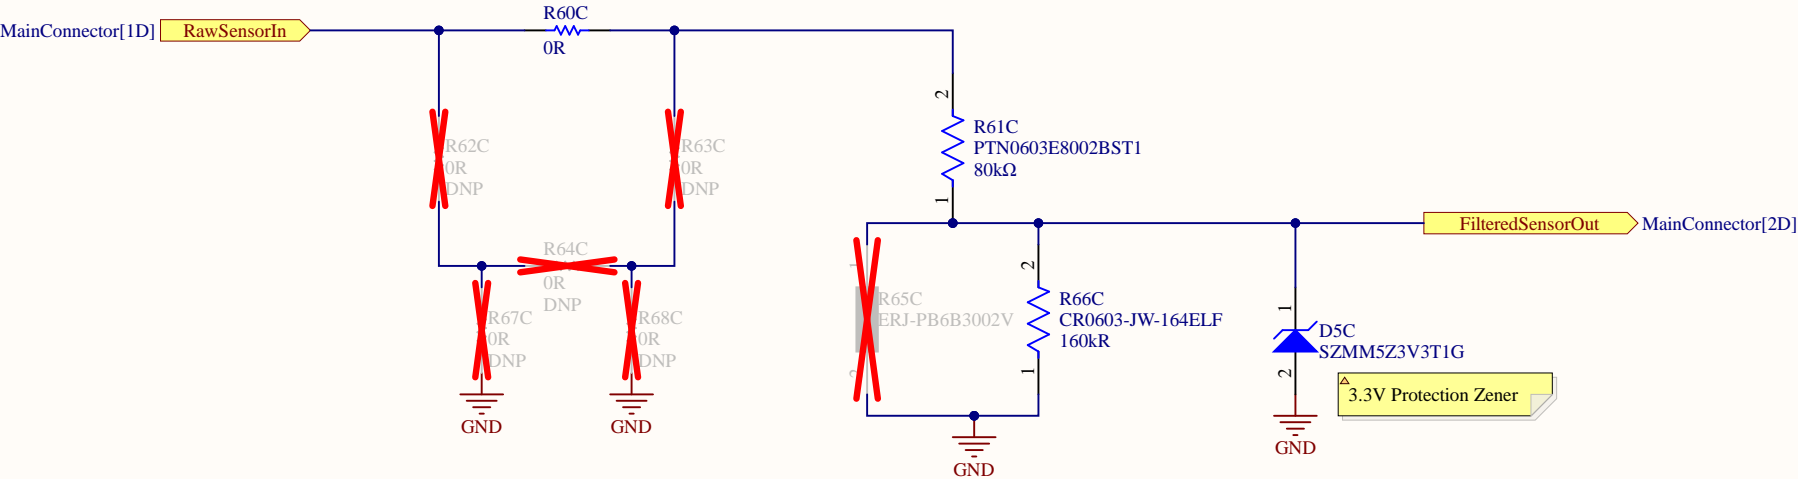 R60C
MainConnector[1D] RawSensorIn
0R
2
R61C
PTN0603E8002BST1
80kΩ
1
R62C
0R
DNP
R63C
0R
DNP
FilteredSensorOut MainConnector[2D]
R64C
0R
DNP
1
R65C
ERJ-PB6B3002V
2
2
R66C
CR0603-JW-164ELF
160kR
1
R67C
0R
DNP
GND
R68C
0R
DNP
GND
1
D5C
SZMM5Z3V3T1G
2
3.3V Protection Zener
GND
GND